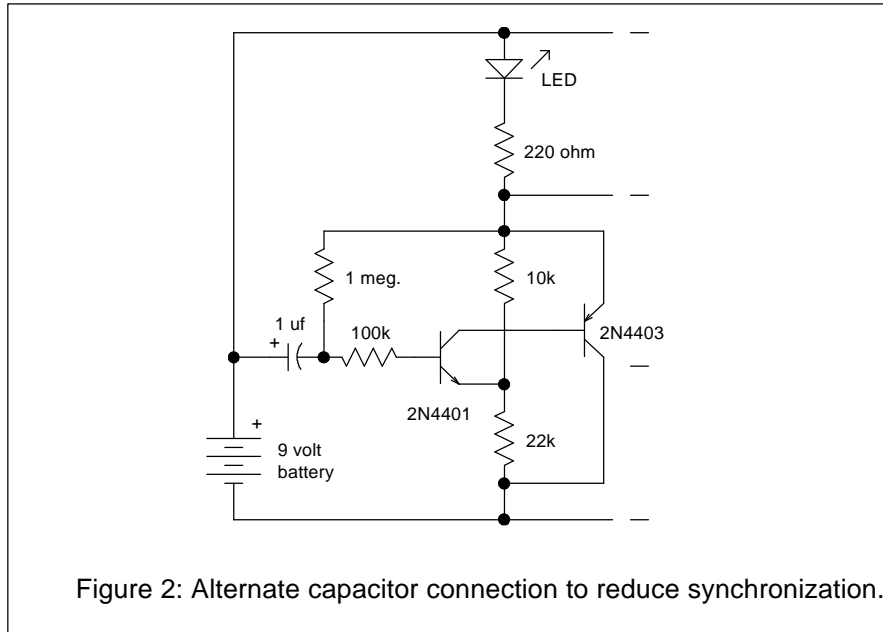 LED
220 ohm
1 meg.
10k
1 uf
+
100k
2N4403
2N4401
+
22k
9 volt
battery
Figure 2: Alternate capacitor connection to reduce synchronization.